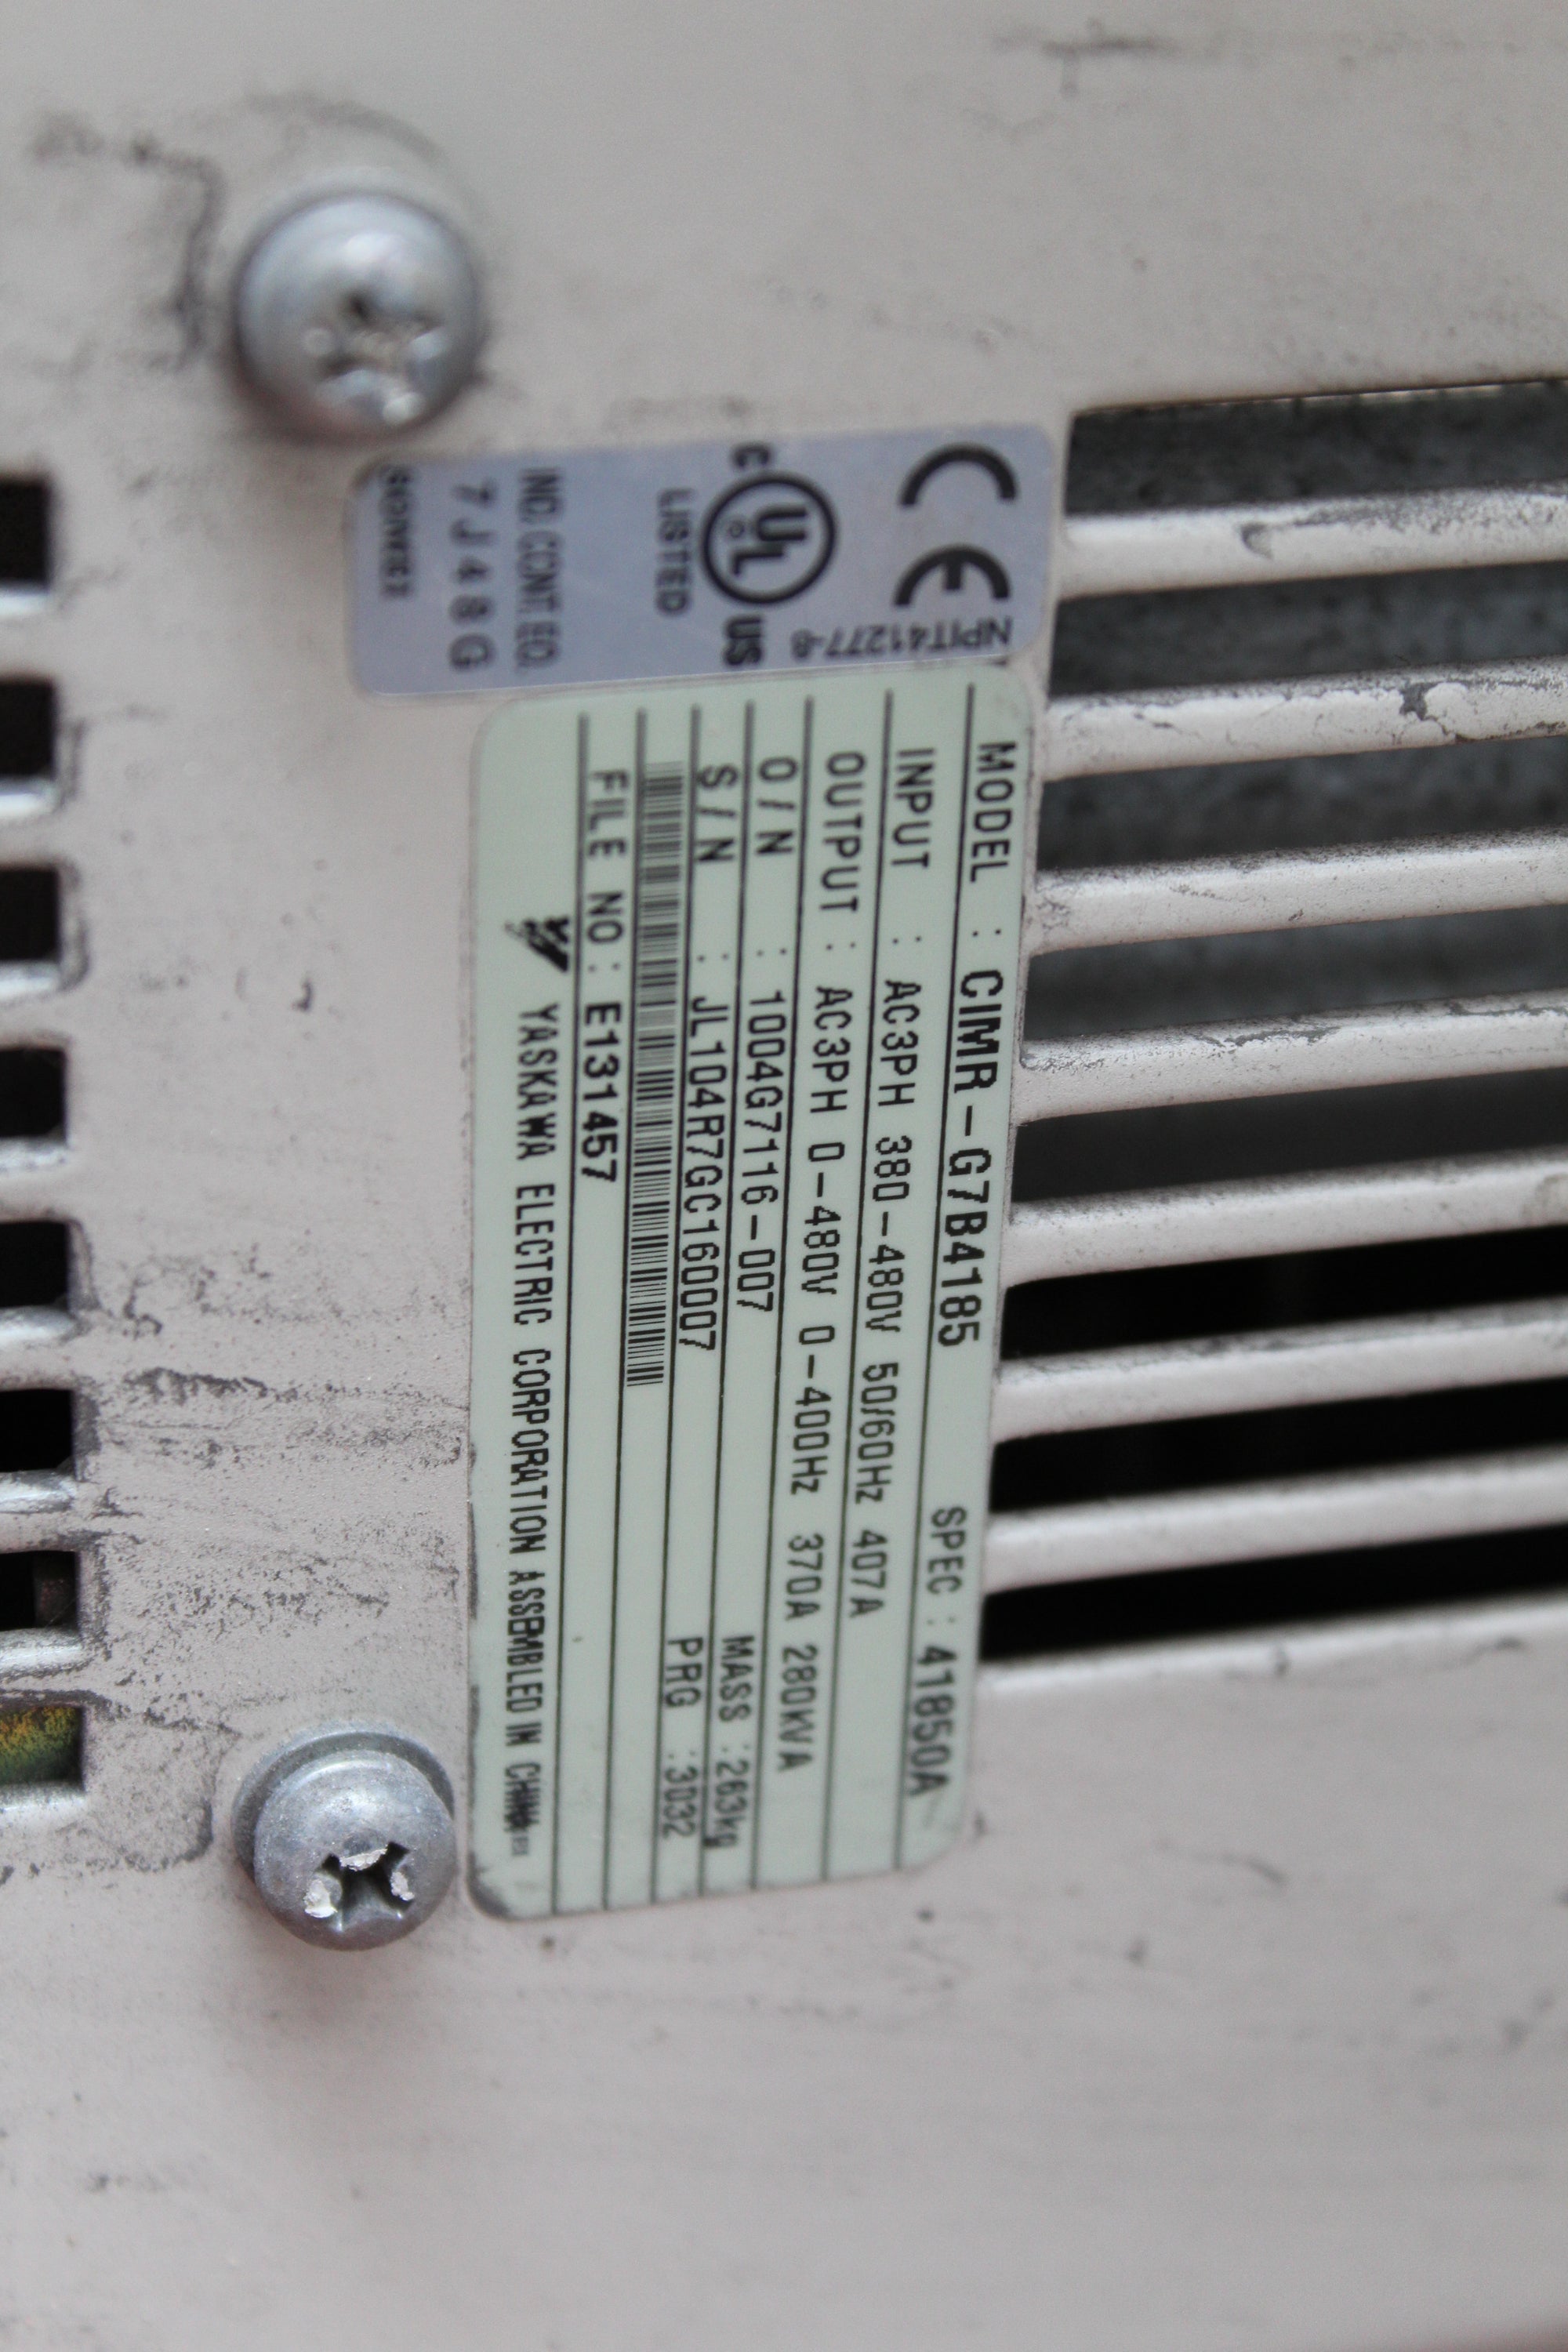 CE
NPIT41277-B
C UL US
LISTED
IND. CONT. EQ.
7J48G
MODEL : CIMR-G7B4185 SPEC : 41850A
INPUT : AC3PH 380-480V 50/60Hz 407A
OUTPUT : AC3PH 0-480V 0-400Hz 370A 280kVA
O/N : 1004G7116-007 MASS : 263kg
S/N : JL104R7GC160007 PRG : 3032
FILE NO : E131457
YASKAWA ELECTRIC CORPORATION ASSEMBLED IN CHINA